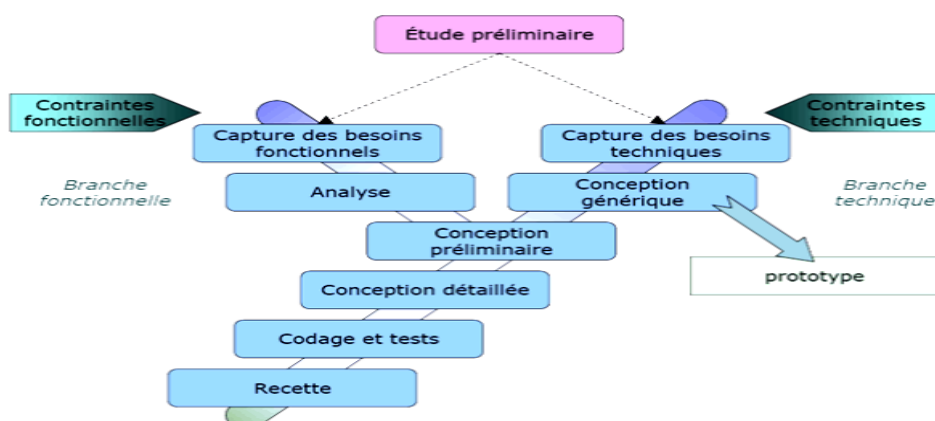 Étude préliminaire
Contraintes
fonctionnelles
Contraintes
techniques
Capture des besoins
fonctionnels
Capture des besoins
techniques
Branche
fonctionnelle
Analyse
Conception
générique
Branche
technique
Conception
préliminaire
prototype
Conception détaillée
Codage et tests
Recette